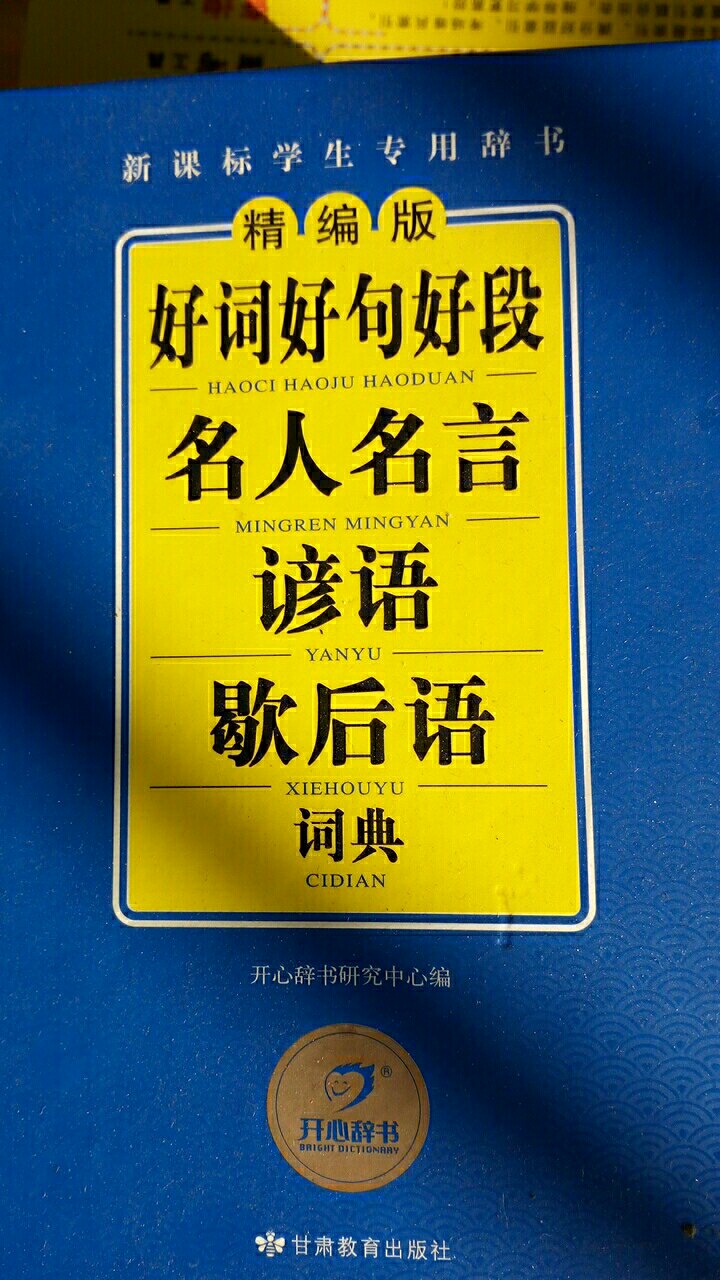 新课标学生专用辞书
精编版
好词好句好段
HAOCI HAOJU HAODUAN
名人名言
MINGREN MINGYAN
谚语
YANYU
歇后语
XIEHOUYU
词典
CIDIAN
开心辞书研究中心编
®
开心辞书
BRIGHT DICTIONARY
甘肃教育出版社